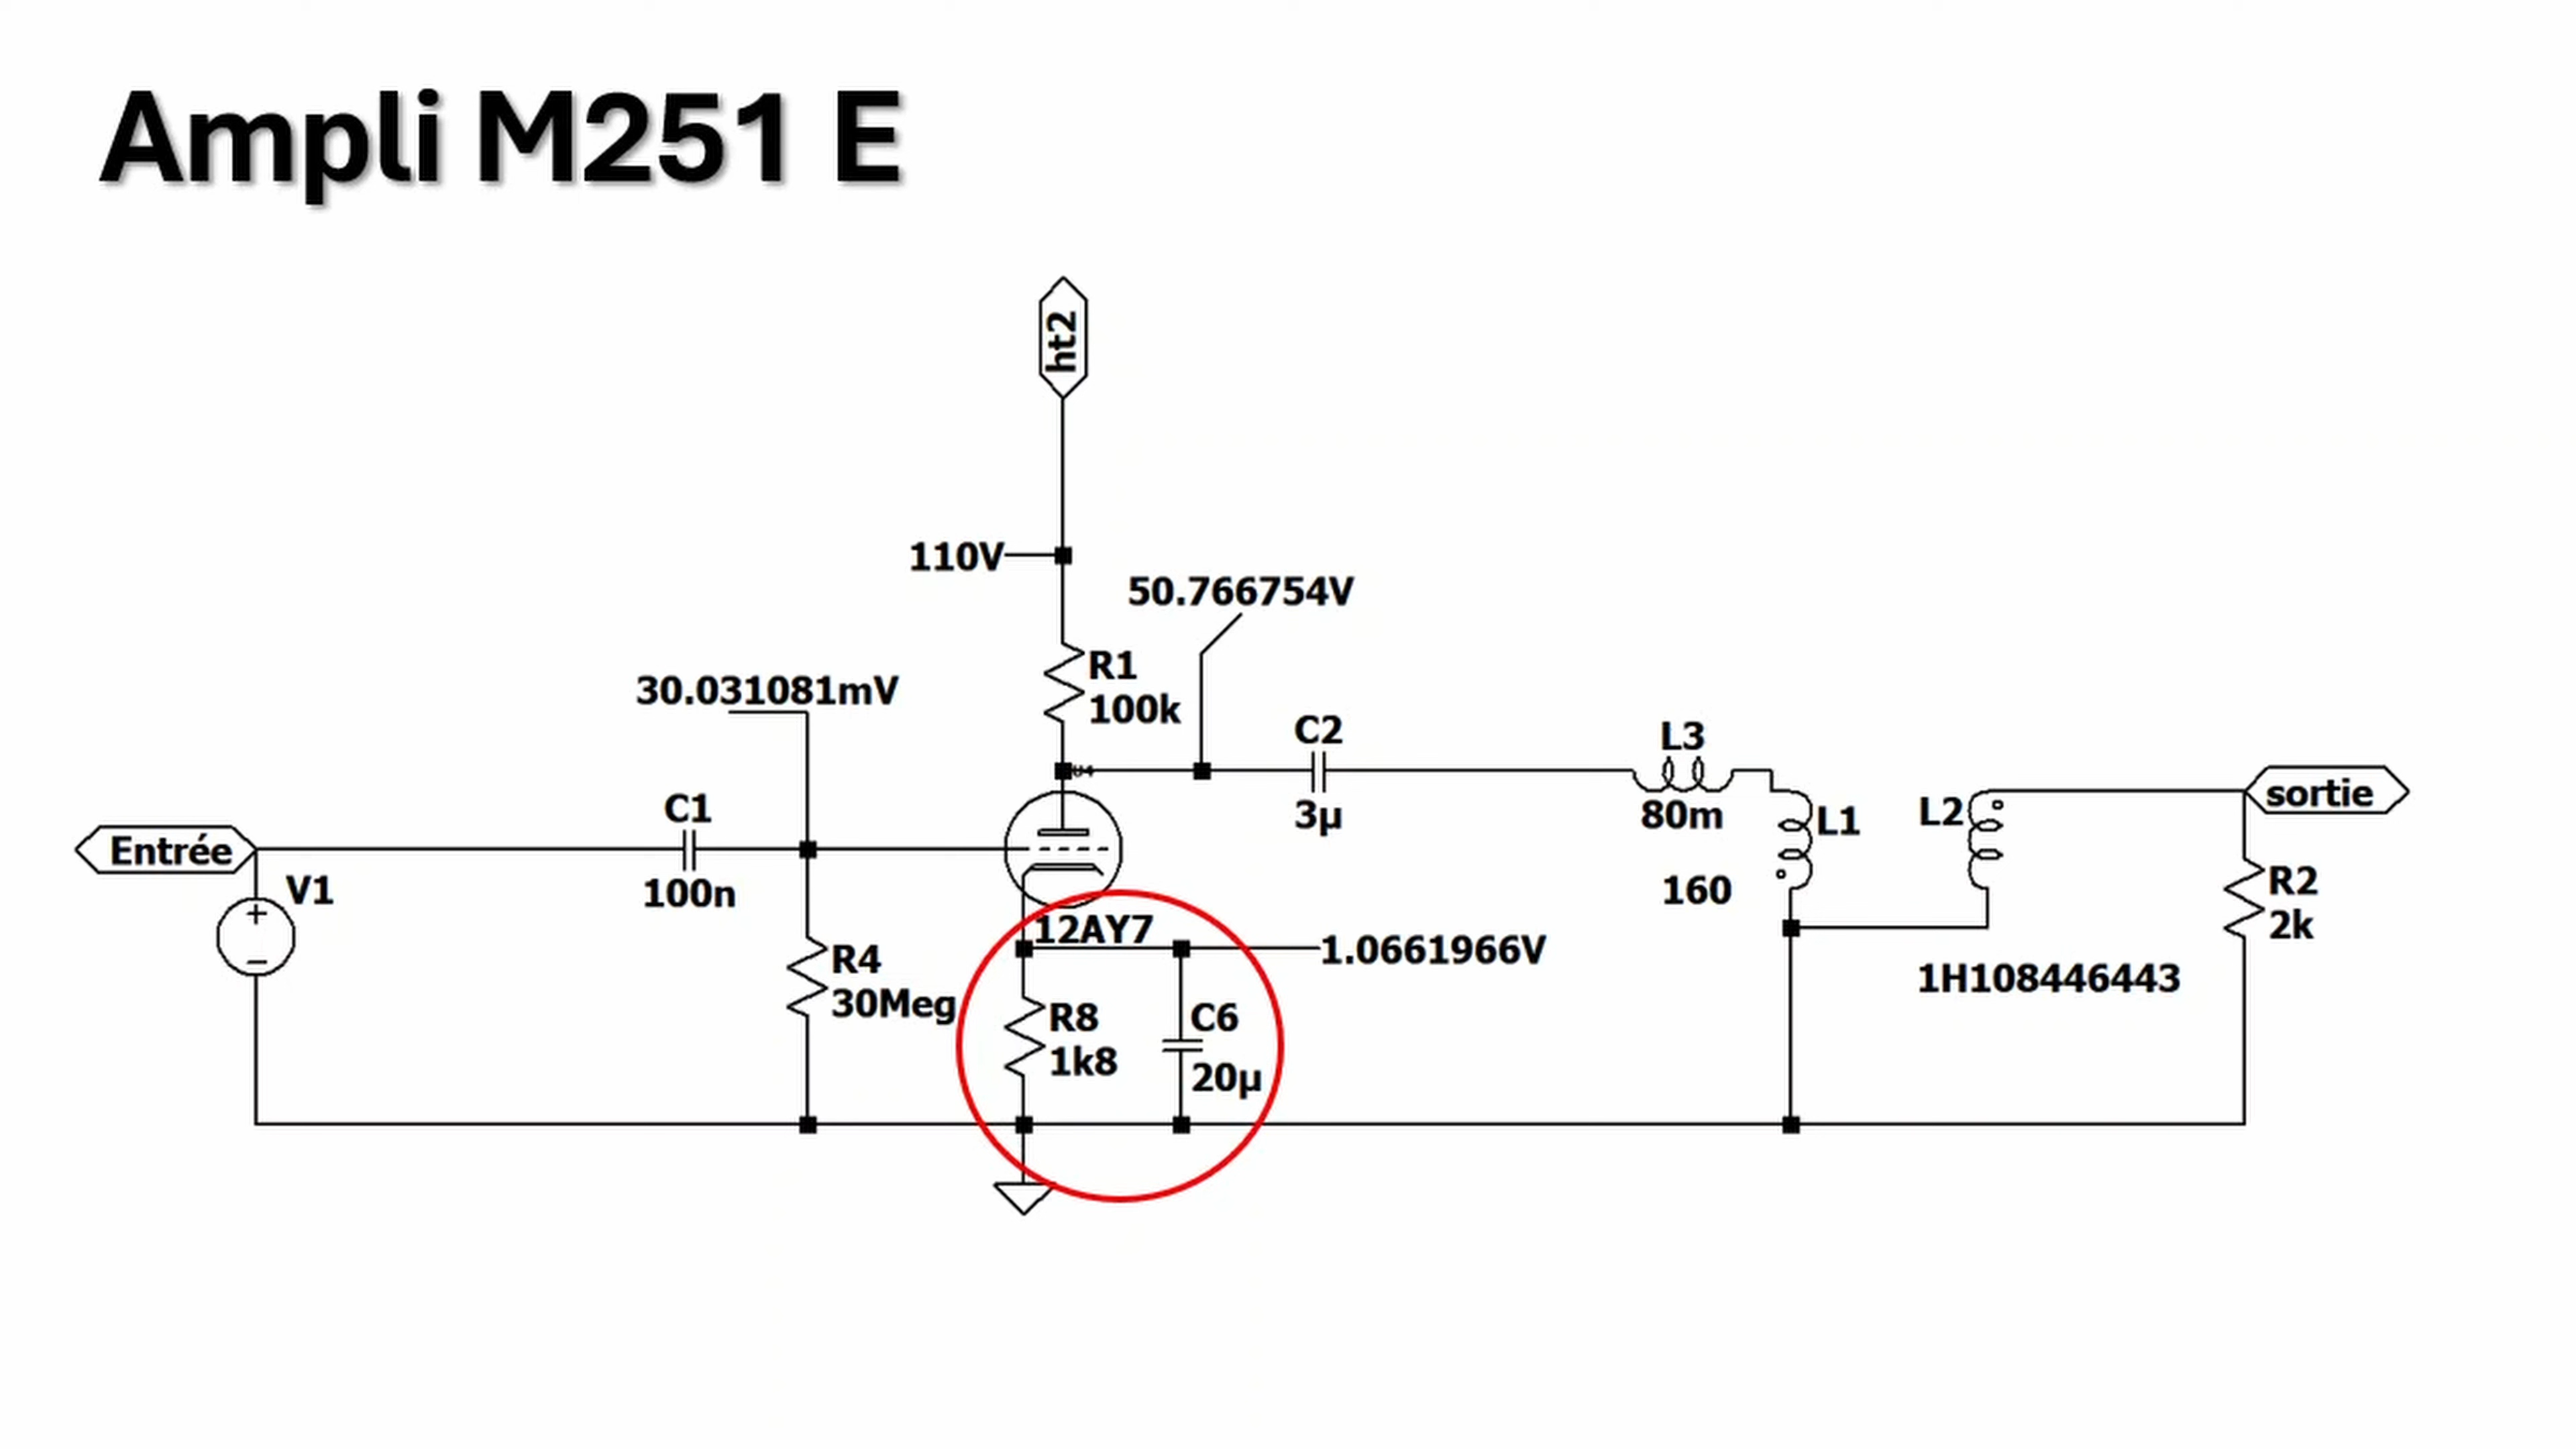 Ampli M251 E
ht2
110V
50.766754V
R1
100k
30.031081mV
C2
3µ
L3
80m
C1
100n
Entrée
V1
L1
160
L2
sortie
R2
2k
12AY7
1.0661966V
R4
30Meg
R8
1k8
C6
20µ
1H108446443